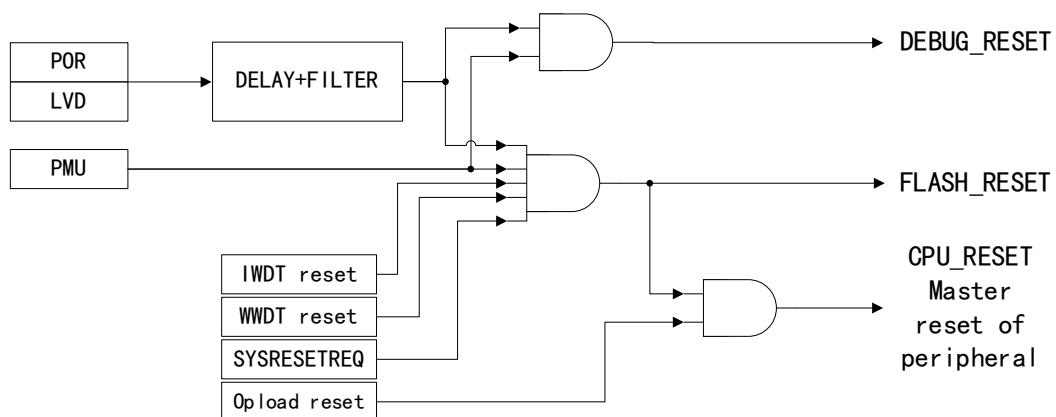 POR
LVD
DELAY+FILTER
DEBUG_RESET
PMU
FLASH_RESET
IWDT reset
WWDT reset
SYSRESETREQ
Opload reset
CPU_RESET
Master
reset of
peripheral